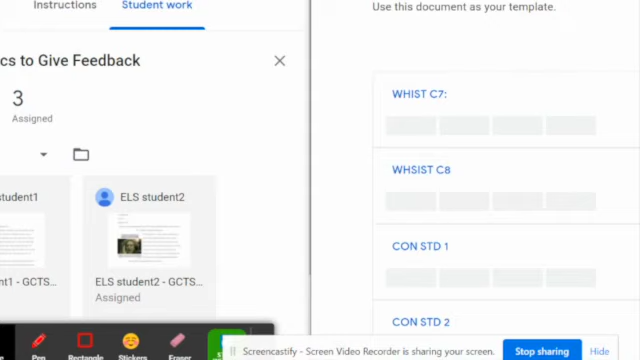 Instructions
Student work
cs to Give Feedback
3
Assigned
student1
ELS student2
nt1 - GCTS...
ELS student2 - GCTS...
Assigned
Pen
Rectangle
Stickers
Eraser
Use this document as your template.
WHIST C7:
WHSIST C8
CON STD 1
CON STD 2
Screencastify - Screen Video Recorder is sharing your screen.
Stop sharing
Hide